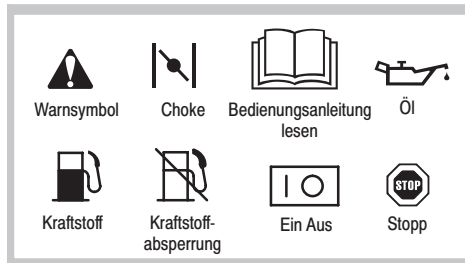 Warnsymbol
Choke
Bedienungsanleitung
lesen
Öl
Kraftstoff
Kraftstoff-
absperrung
Ein Aus
STOP
Stopp